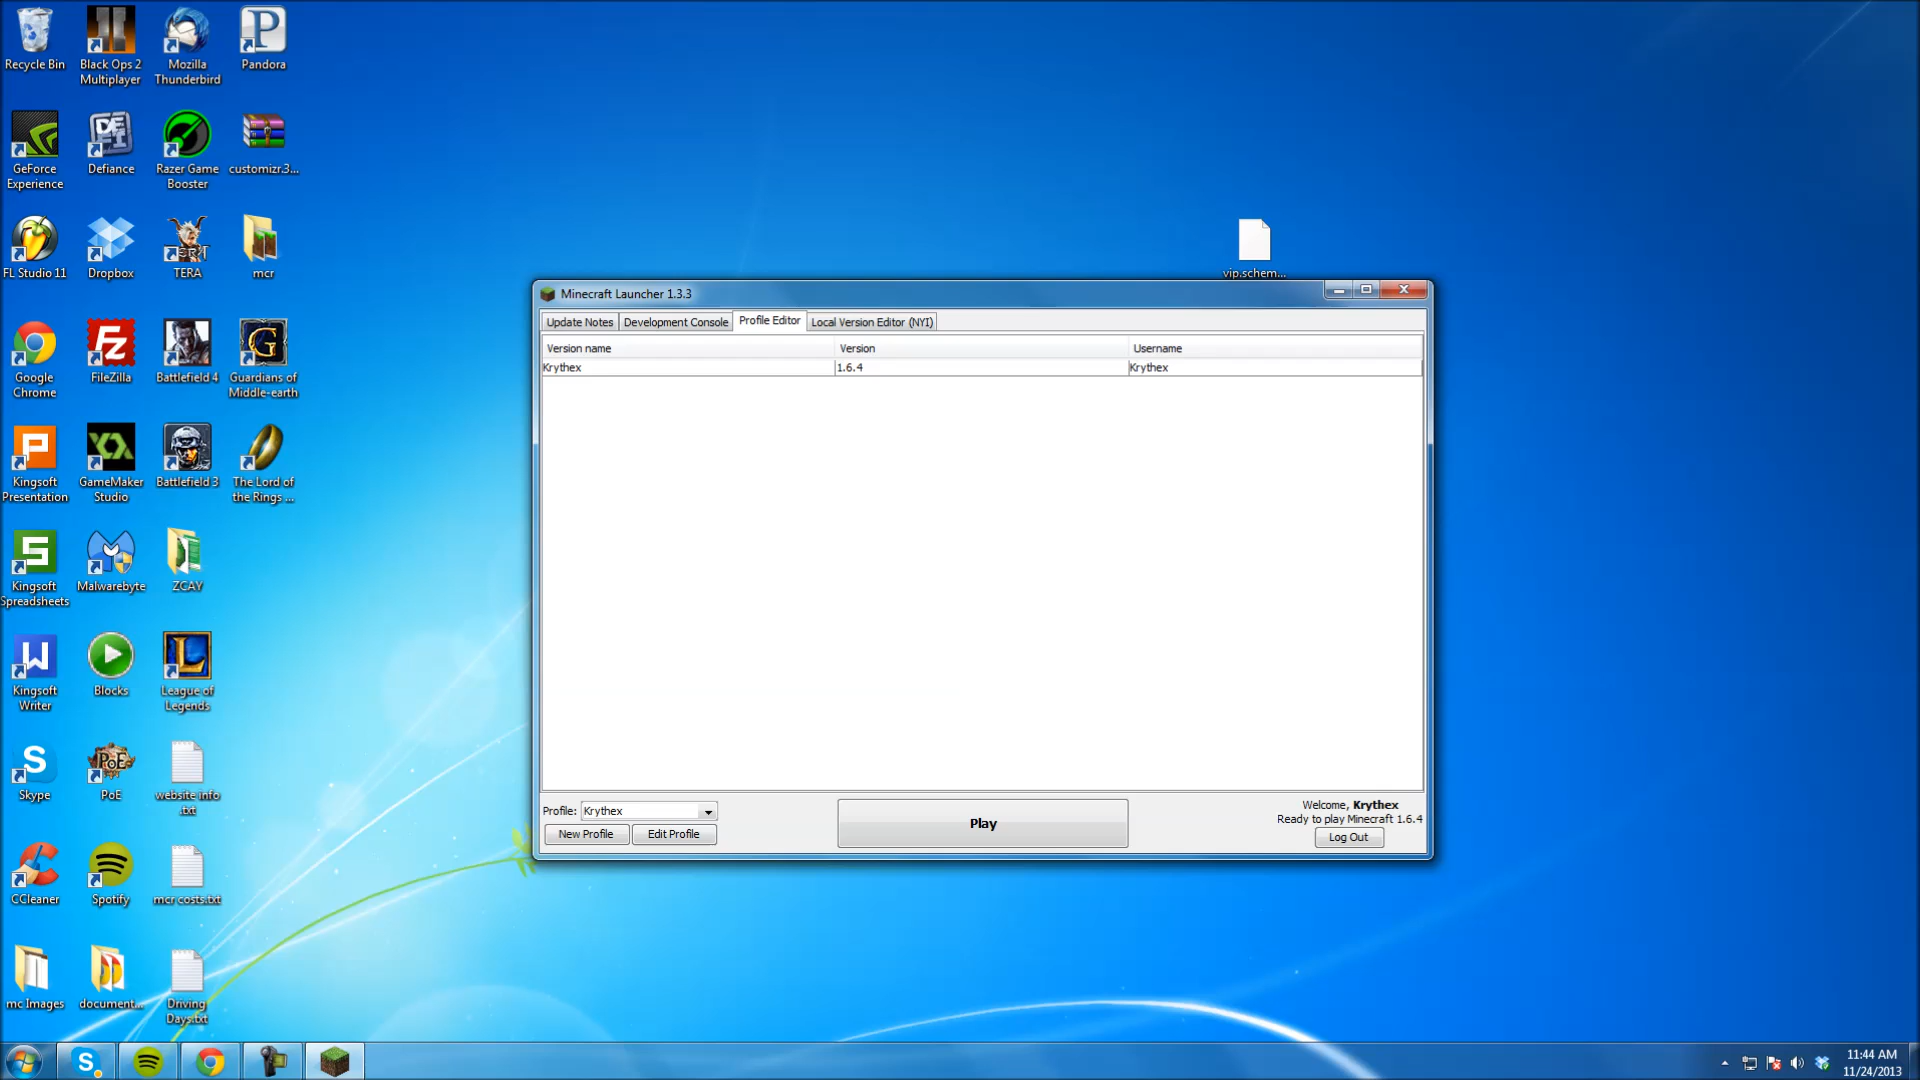 Recycle Bin
Black Ops 2
Multiplayer
Mozilla
Thunderbird
Pandora
GeForce
Experience
Defiance
Razer Game
Booster
customizr.3...
FL Studio 11
Dropbox
TERA
mcr
vip.schem...
Google
Chrome
FileZilla
Battlefield 4
Guardians of
Middle-earth
Kingsoft
Presentation
GameMaker
Studio
Battlefield 3
The Lord of
the Rings ...
Kingsoft
Spreadsheets
Malwarebyte
ZCAY
Kingsoft
Writer
Blocks
League of
Legends
Skype
PoE
website info
.txt
CCleaner
Spotify
mcr costs.txt
mc Images
document...
Driving
Days.txt
Minecraft Launcher 1.3.3
Update Notes
Development Console
Profile Editor
Local Version Editor (NYI)
Version name
Version
Username
Krythex
1.6.4
Krythex
Profile:
Krythex
New Profile
Edit Profile
Play
Welcome, Krythex
Ready to play Minecraft 1.6.4
Log Out
11:44 AM
11/24/2013